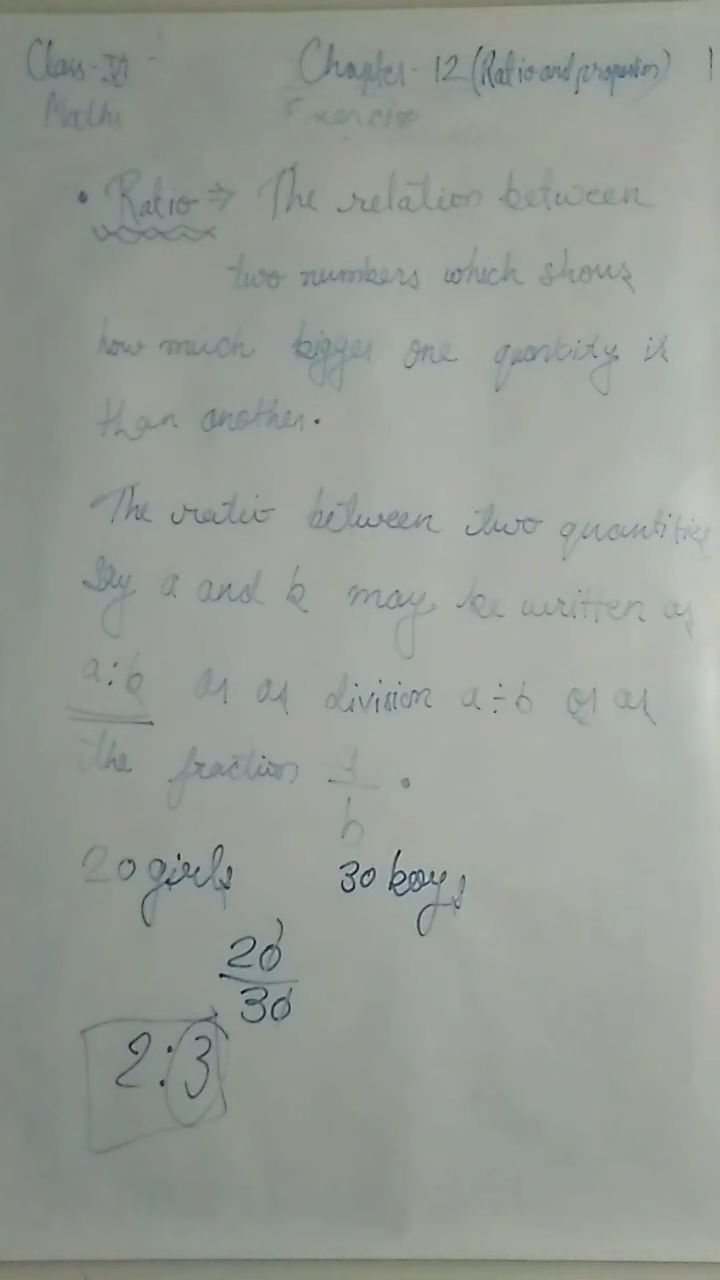 Class-VI Chapter-12 (Ratio and proportion) 1
Maths Exercise
• Ratio ⇒ The relation between
two numbers which shows
how much bigger one quantity is
than another.
The ratio between two quantities
Say a and b may be written as
a:b or as division a÷b or as
the fraction a/b .
20 girls 30 boys
20/30
2:3